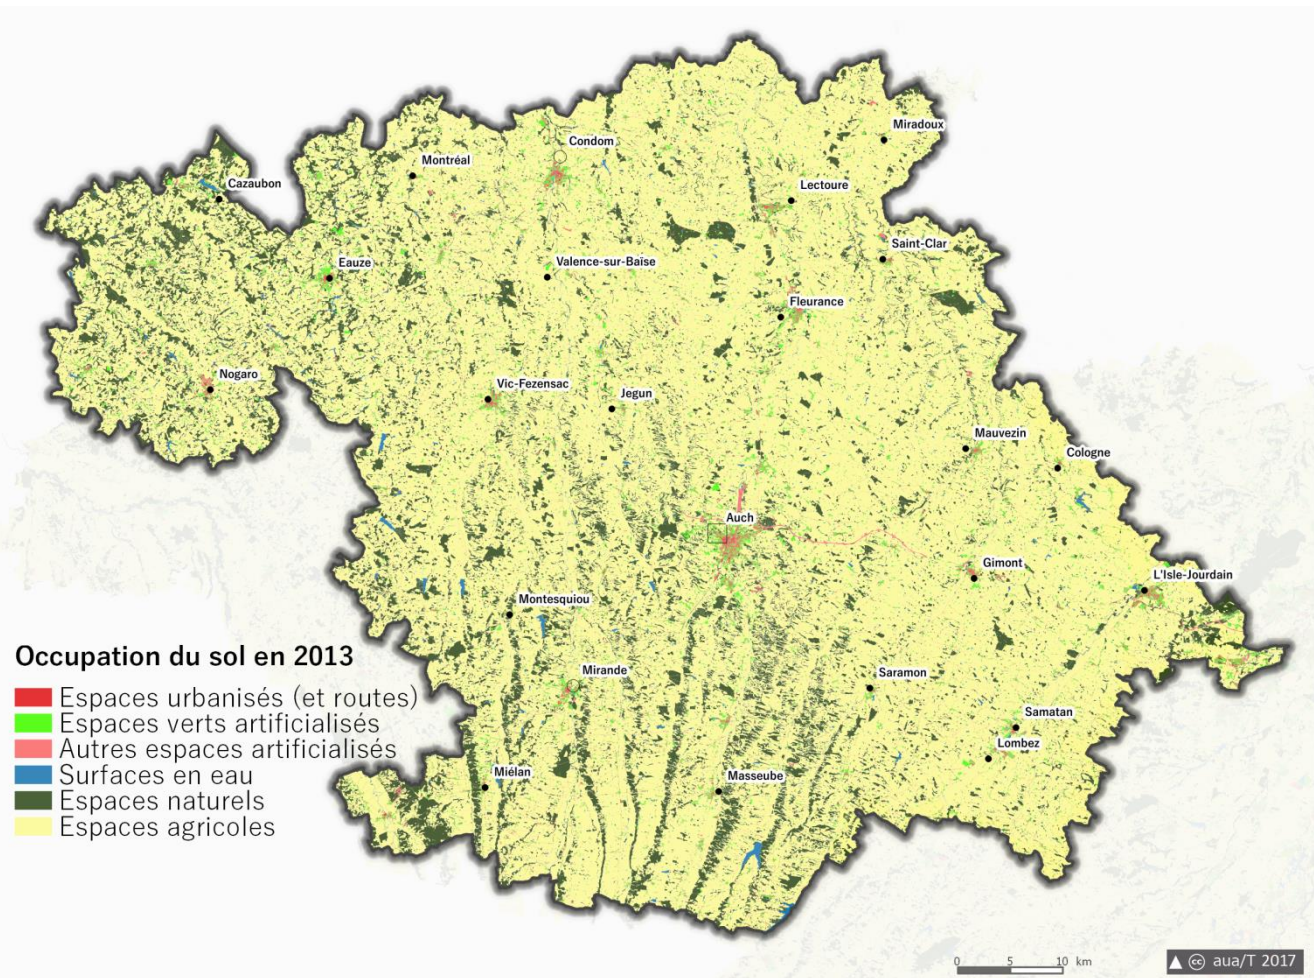 Miradoux
Condom
Montréal
Cazaubon
Lectoure
Saint-Clar
Eauze
Valence-sur-Baïse
Fleurance
Nogaro
Vic-Fezensac
Jegun
Mauvezin
Cologne
Auch
Gimont
L'Isle-Jourdain
Montesquiou
Mirande
Saramon
Samatan
Lombez
Miélan
Masseube
Occupation du sol en 2013
Espaces urbanisés (et routes)
Espaces verts artificialisés
Autres espaces artificialisés
Surfaces en eau
Espaces naturels
Espaces agricoles
0 5 10 km
cc aua/T 2017